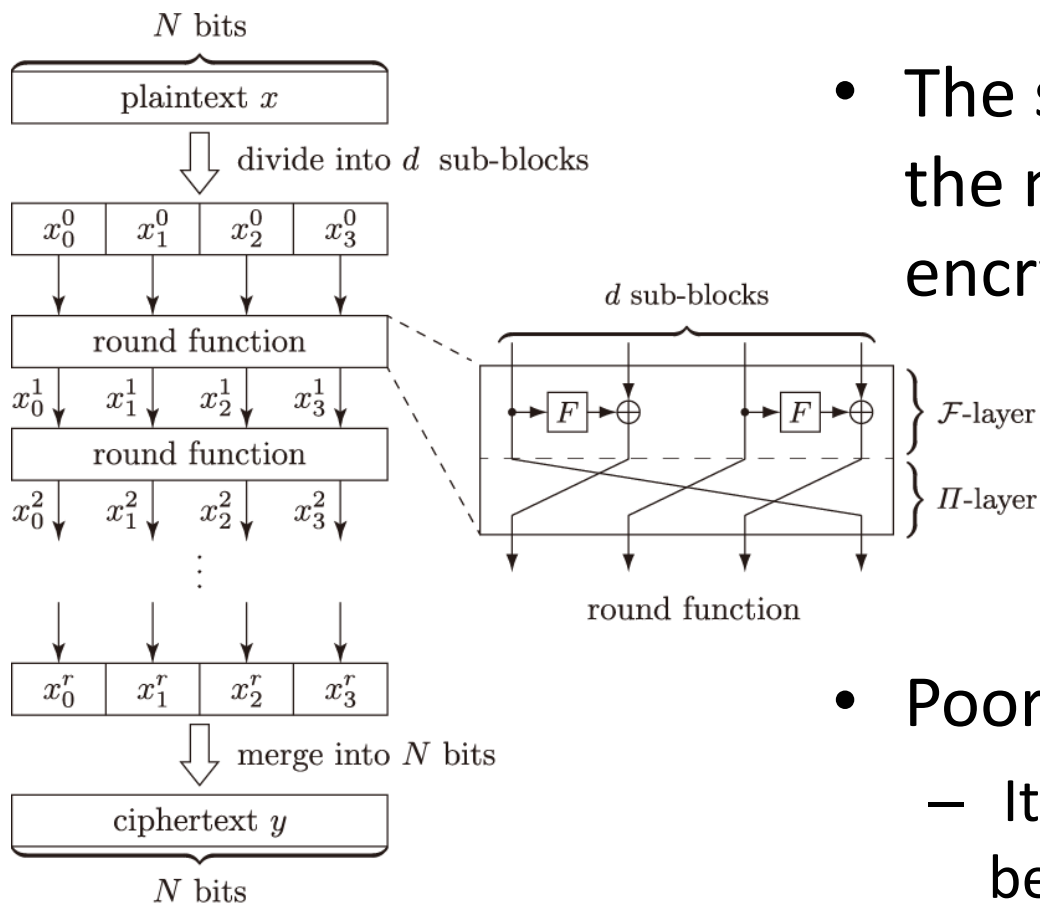 N bits
plaintext x
divide into d sub-blocks
x_0^0 x_1^0 x_2^0 x_3^0
round function
x_0^1 x_1^1 x_2^1 x_3^1
round function
x_0^2 x_1^2 x_2^2 x_3^2
⋮
x_0^r x_1^r x_2^r x_3^r
merge into N bits
ciphertext y
N bits
d sub-blocks
F ⊕ F ⊕
ℱ-layer
Π-layer
round function
• The
the
• Poor
– It